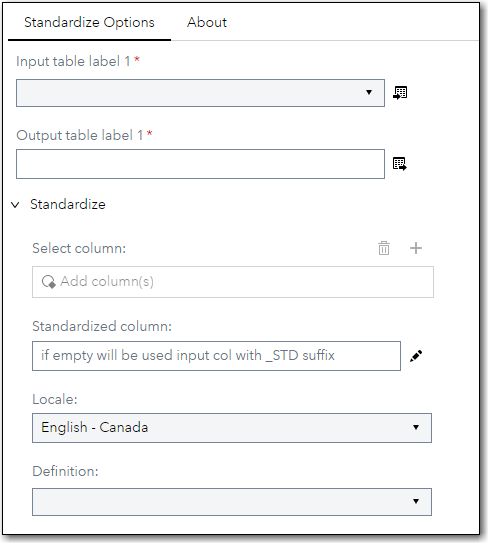 Standardize Options About
Input table label 1 *
Output table label 1 *
Standardize
Select column:
Add column(s)
Standardized column:
if empty will be used input col with _STD suffix
Locale:
English - Canada
Definition: